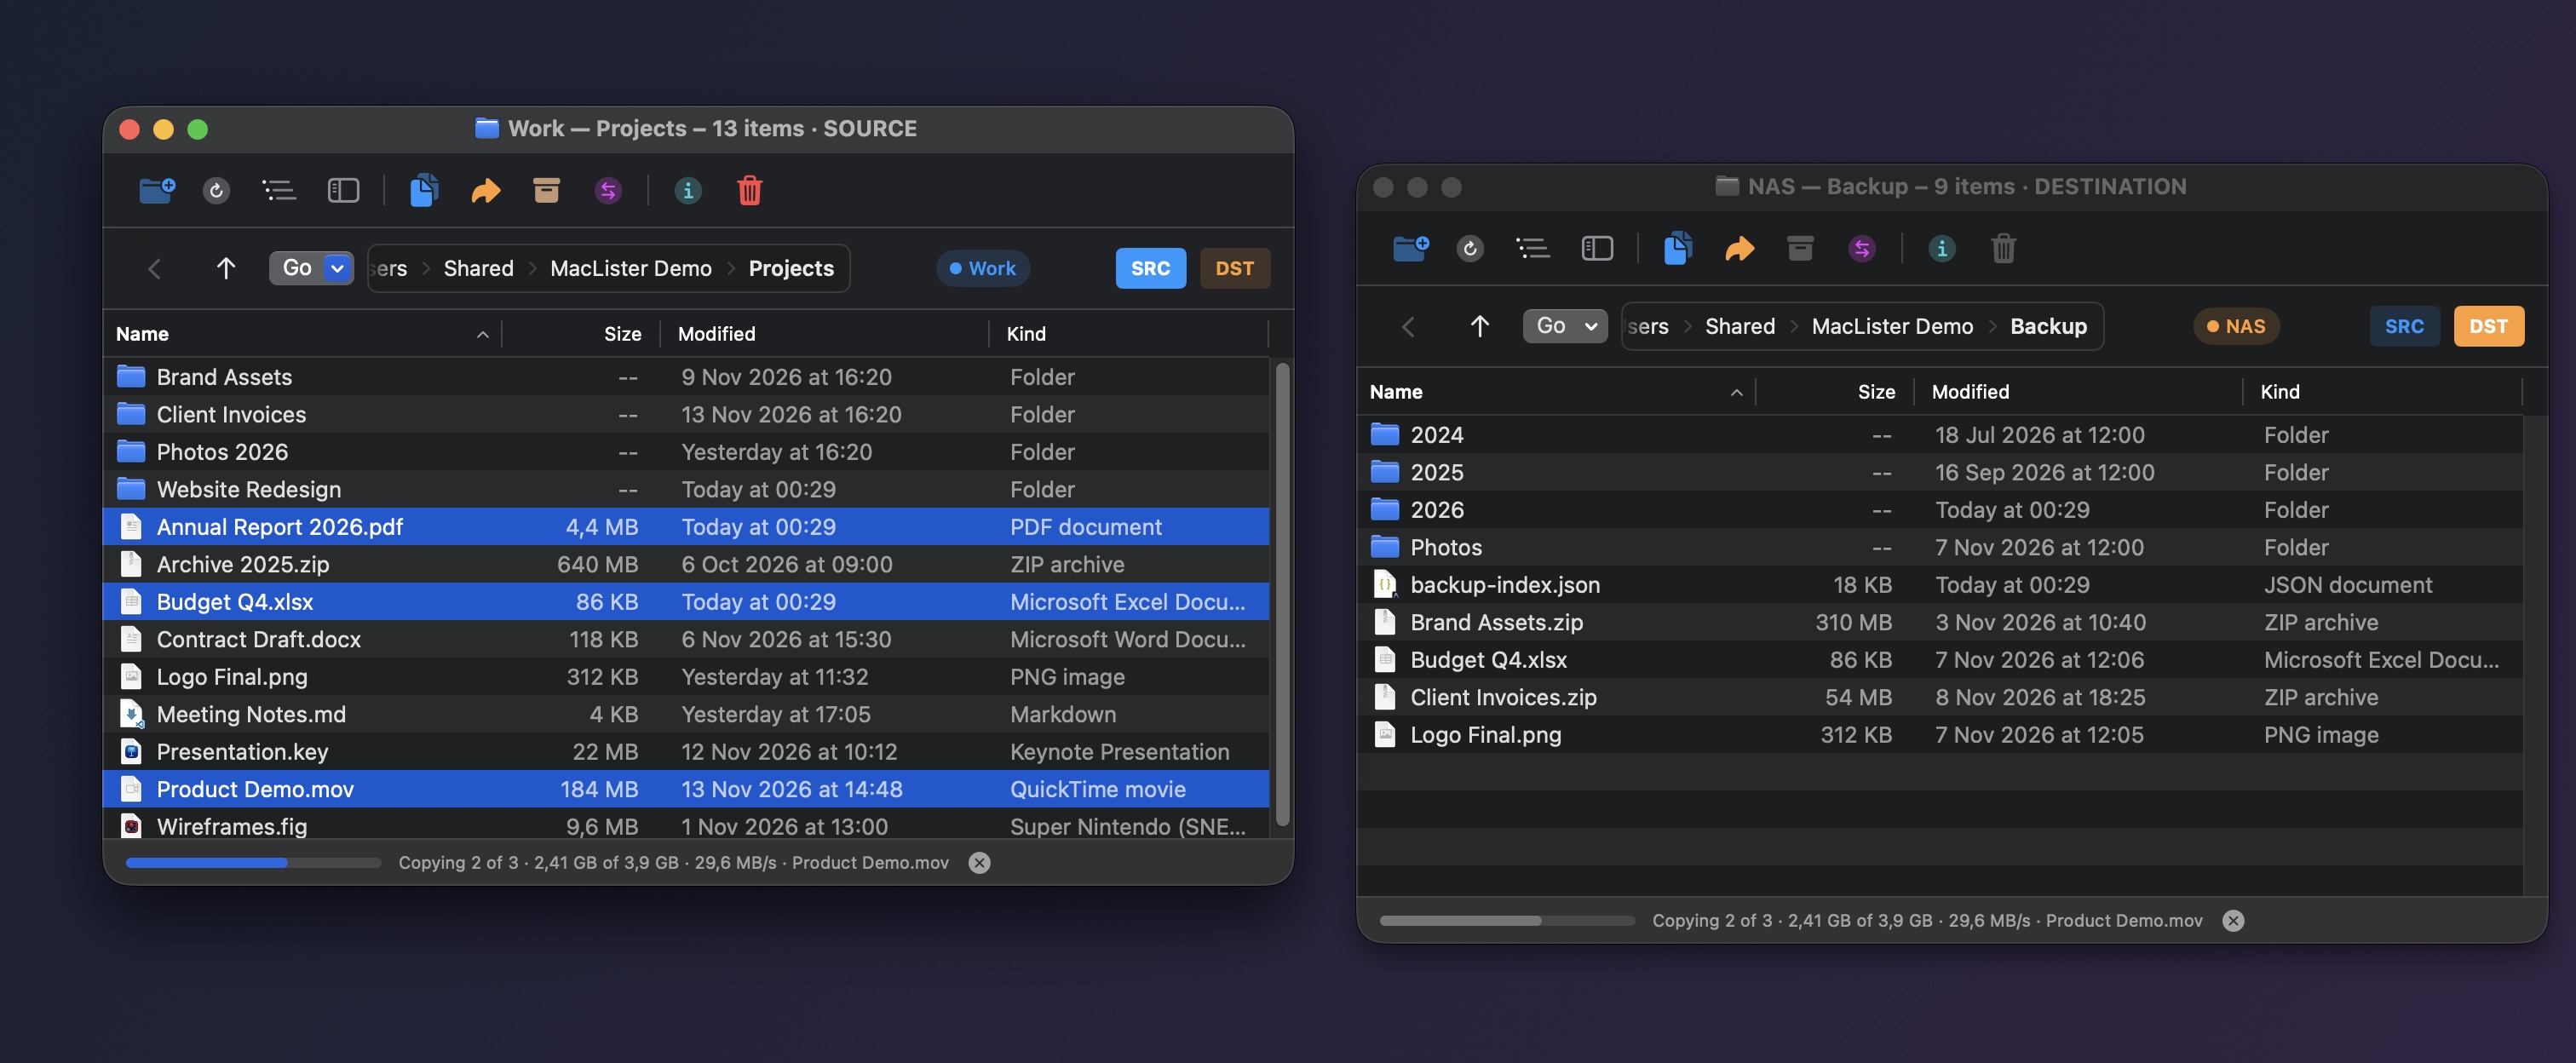 Work — Projects – 13 items · SOURCE
Go
sers > Shared > MacLister Demo > Projects
Work
SRC
DST
Name Size Modified Kind
Brand Assets -- 9 Nov 2026 at 16:20 Folder
Client Invoices -- 13 Nov 2026 at 16:20 Folder
Photos 2026 -- Yesterday at 16:20 Folder
Website Redesign -- Today at 00:29 Folder
Annual Report 2026.pdf 4,4 MB Today at 00:29 PDF document
Archive 2025.zip 640 MB 6 Oct 2026 at 09:00 ZIP archive
Budget Q4.xlsx 86 KB Today at 00:29 Microsoft Excel Docu...
Contract Draft.docx 118 KB 6 Nov 2026 at 15:30 Microsoft Word Docu...
Logo Final.png 312 KB Yesterday at 11:32 PNG image
Meeting Notes.md 4 KB Yesterday at 17:05 Markdown
Presentation.key 22 MB 12 Nov 2026 at 10:12 Keynote Presentation
Product Demo.mov 184 MB 13 Nov 2026 at 14:48 QuickTime movie
Wireframes.fig 9,6 MB 1 Nov 2026 at 13:00 Super Nintendo (SNE...
Copying 2 of 3 · 2,41 GB of 3,9 GB · 29,6 MB/s · Product Demo.mov
NAS — Backup – 9 items · DESTINATION
Go
sers > Shared > MacLister Demo > Backup
NAS
SRC
DST
Name Size Modified Kind
2024 -- 18 Jul 2026 at 12:00 Folder
2025 -- 16 Sep 2026 at 12:00 Folder
2026 -- Today at 00:29 Folder
Photos -- 7 Nov 2026 at 12:00 Folder
backup-index.json 18 KB Today at 00:29 JSON document
Brand Assets.zip 310 MB 3 Nov 2026 at 10:40 ZIP archive
Budget Q4.xlsx 86 KB 7 Nov 2026 at 12:06 Microsoft Excel Docu...
Client Invoices.zip 54 MB 8 Nov 2026 at 18:25 ZIP archive
Logo Final.png 312 KB 7 Nov 2026 at 12:05 PNG image
Copying 2 of 3 · 2,41 GB of 3,9 GB · 29,6 MB/s · Product Demo.mov